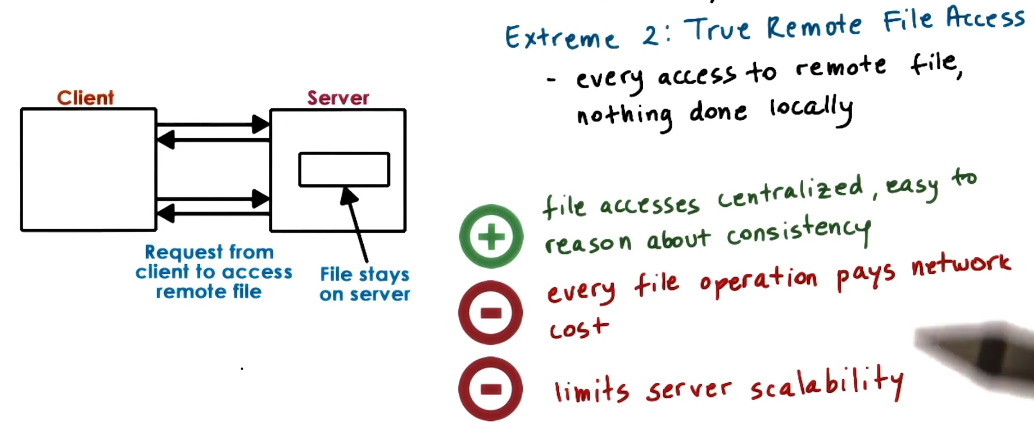 Extreme 2: True Remote File Access
- every access to remote file,
nothing done locally
Client
Server
Request from
client to access
remote file
File stays
on server
file accesses centralized, easy to
reason about consistency
every file operation pays network
cost
limits server scalability